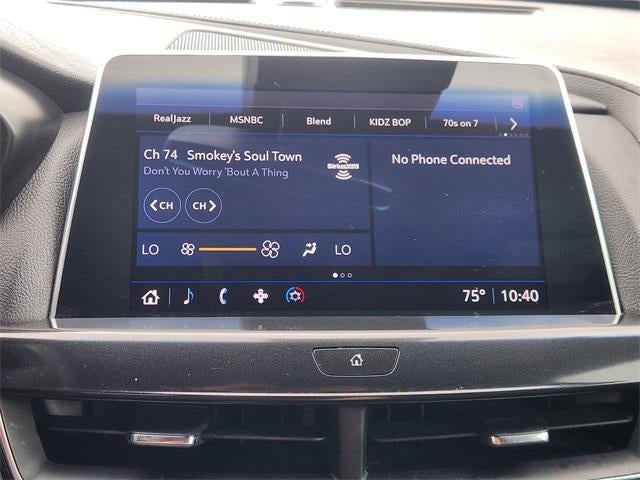 RealJazz MSNBC Blend KIDZ BOP 70s on 7
Ch 74 Smokey's Soul Town
Don't You Worry 'Bout A Thing
SiriusXM
No Phone Connected
CH CH
LO LO
75° 10:40